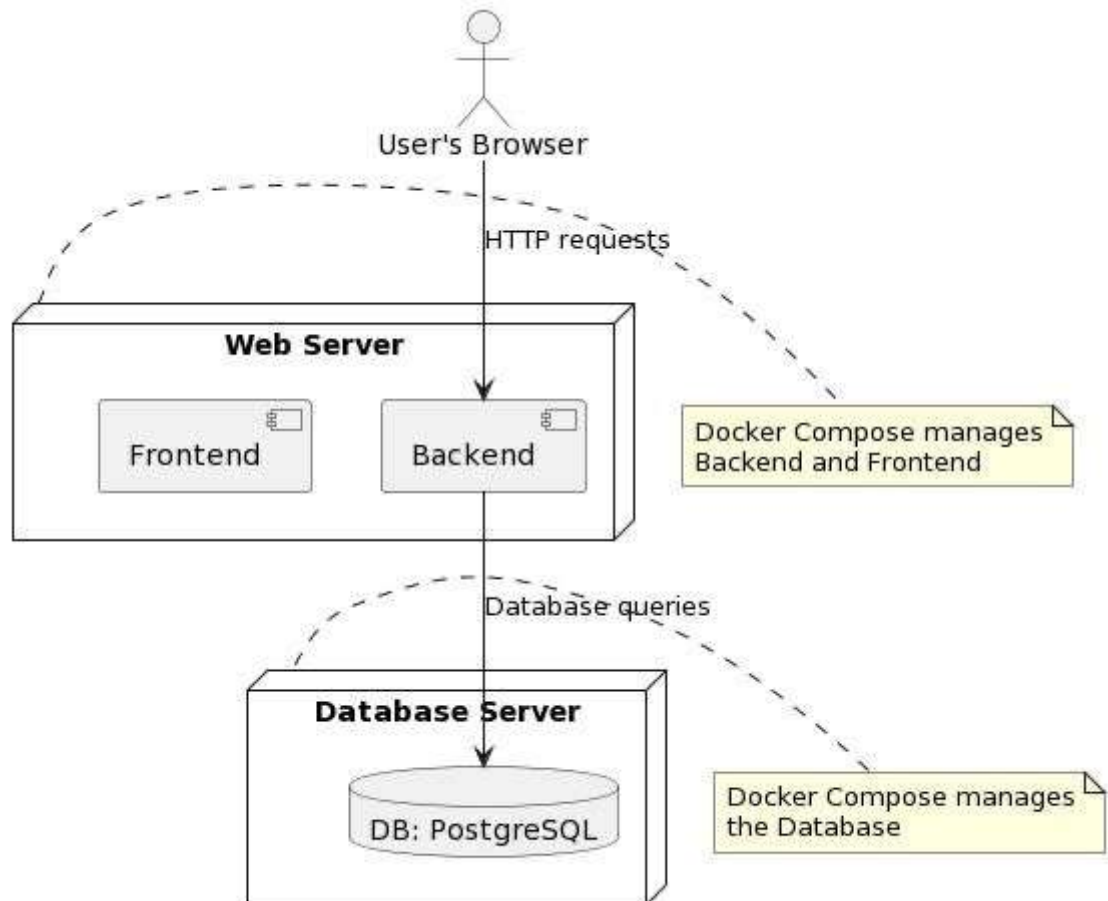 User's Browser
HTTP requests
Web Server
Frontend
Backend
Docker Compose manages
Backend and Frontend
Database queries
Database Server
DB: PostgreSQL
Docker Compose manages
the Database